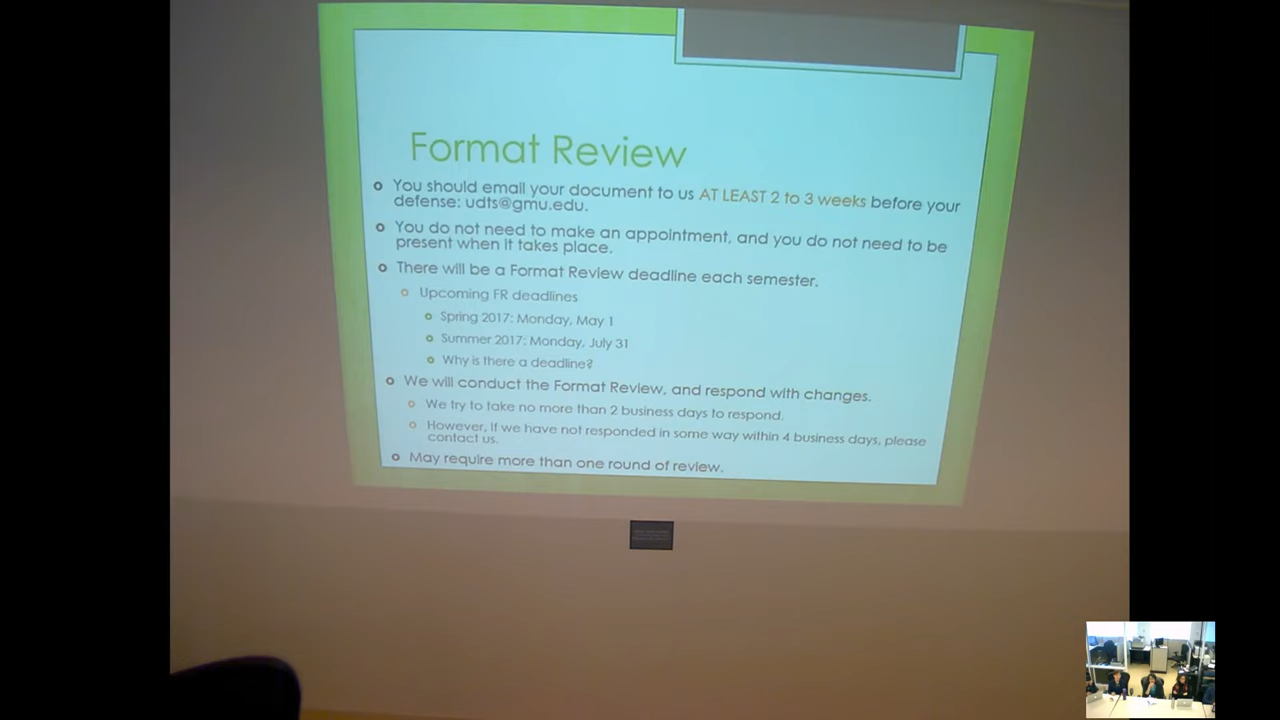 Format Review
You should email your document to us AT LEAST 2 to 3 weeks before your
defense: udts@gmu.edu.
You do not need to make an appointment, and you do not need to be
present when it takes place.
There will be a Format Review deadline each semester.
Upcoming FR deadlines
Spring 2017: Monday, May 1
Summer 2017: Monday, July 31
Why is there a deadline?
We will conduct the Format Review, and respond with changes.
We try to take no more than 2 business days to respond.
However, if we have not responded in some way within 4 business days, please
contact us.
May require more than one round of review.